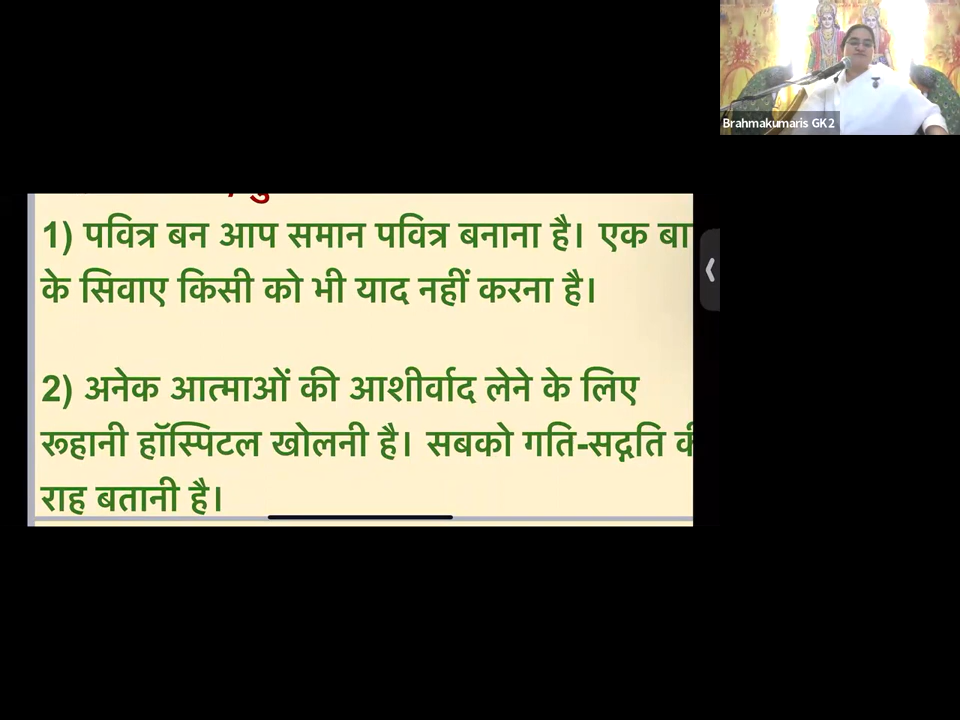 Brahmakumaris GK2
1) पवित्र बन आप समान पवित्र बनाना है। एक
के सिवाए किसी को भी याद नहीं करना है।
2) अनेक आत्माओं की आशीर्वाद लेने के लिए
रूहानी हॉस्पिटल खोलनी है। सबको गति-सद्गति
राह बतानी है।